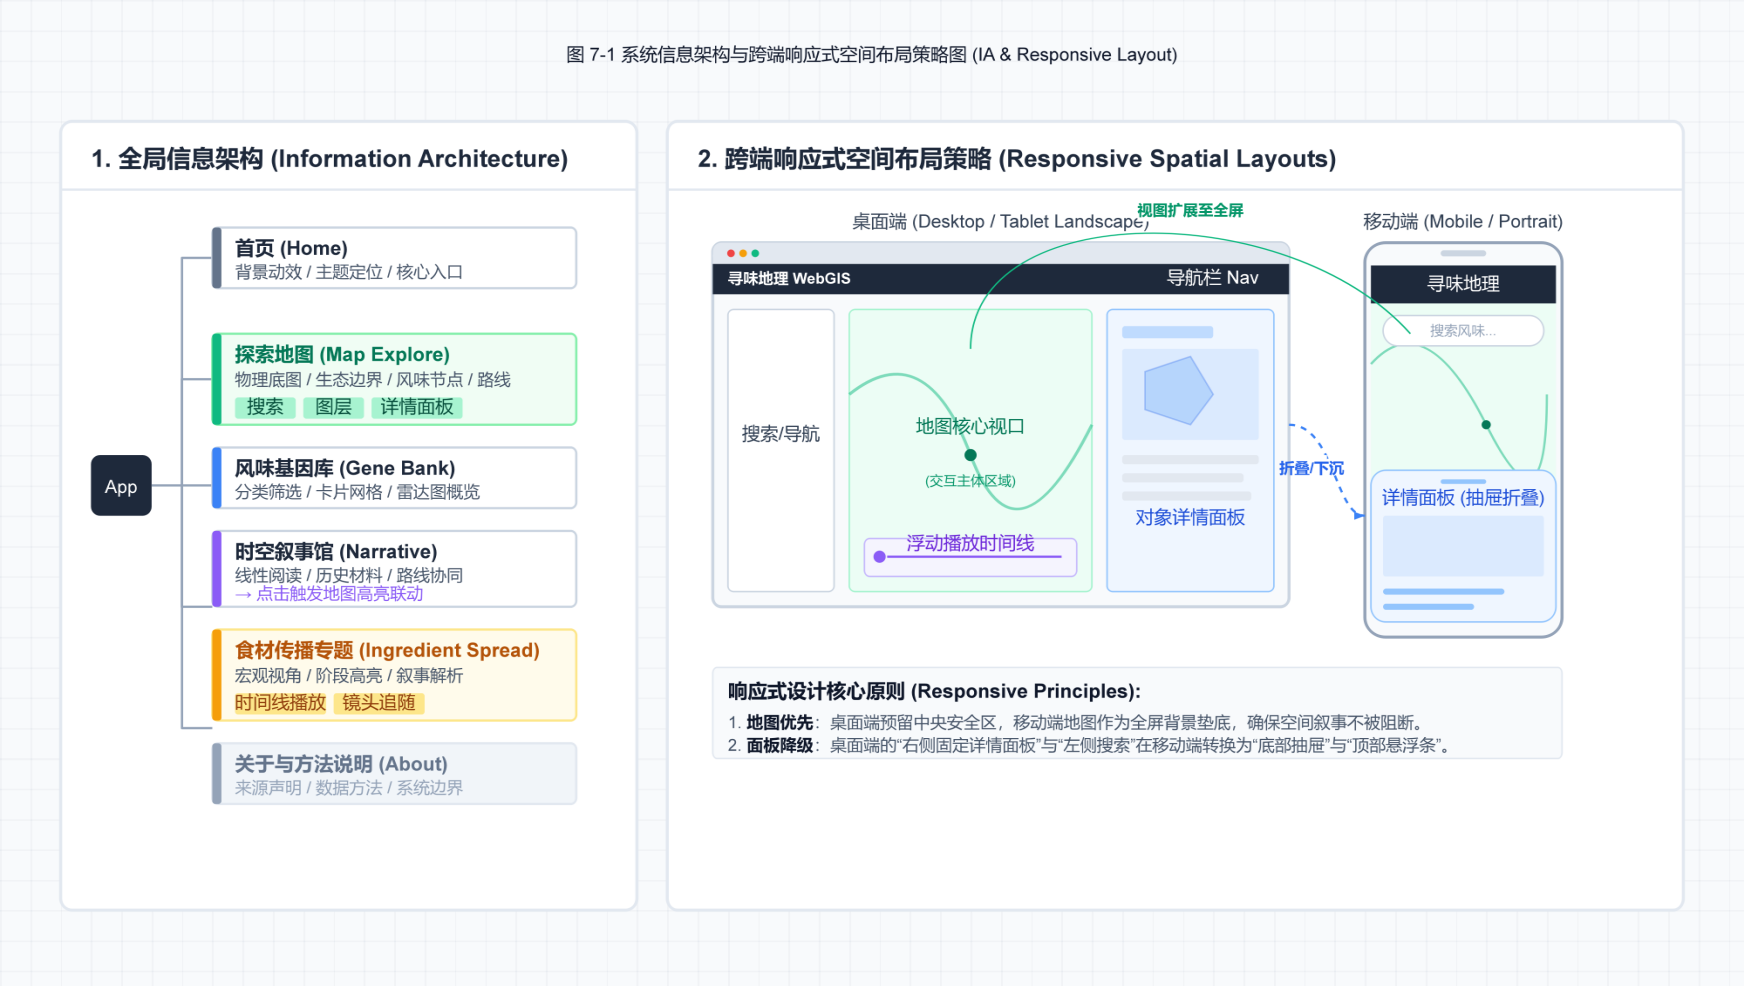 图 7-1 系统信息架构与跨端响应式空间布局策略图 (IA & Responsive Layout)
1. 全局信息架构 (Information Architecture)
App
首页 (Home)
背景动效 / 主题定位 / 核心入口
探索地图 (Map Explore)
物理底图 / 生态边界 / 风味节点 / 路线
搜索 图层 详情面板
风味基因库 (Gene Bank)
分类筛选 / 卡片网格 / 雷达图概览
时空叙事馆 (Narrative)
线性阅读 / 历史材料 / 路线协同
→ 点击触发地图高亮联动
食材传播专题 (Ingredient Spread)
宏观视角 / 阶段高亮 / 叙事解析
时间线播放 镜头追随
关于与方法说明 (About)
来源声明 / 数据方法 / 系统边界
2. 跨端响应式空间布局策略 (Responsive Spatial Layouts)
桌面端 (Desktop / Tablet Landscape)
视图扩展至全屏
寻味地理 WebGIS
导航栏 Nav
搜索/导航
地图核心视口
(交互主体区域)
浮动播放时间线
对象详情面板
折叠/下沉
移动端 (Mobile / Portrait)
寻味地理
搜索风味...
详情面板 (抽屉折叠)
响应式设计核心原则 (Responsive Principles):
1. 地图优先：桌面端预留中央安全区，移动端地图作为全屏背景垫底，确保空间叙事不被阻断。
2. 面板降级：桌面端的“右侧固定详情面板”与“左侧搜索”在移动端转换为“底部抽屉”与“顶部悬浮条”。